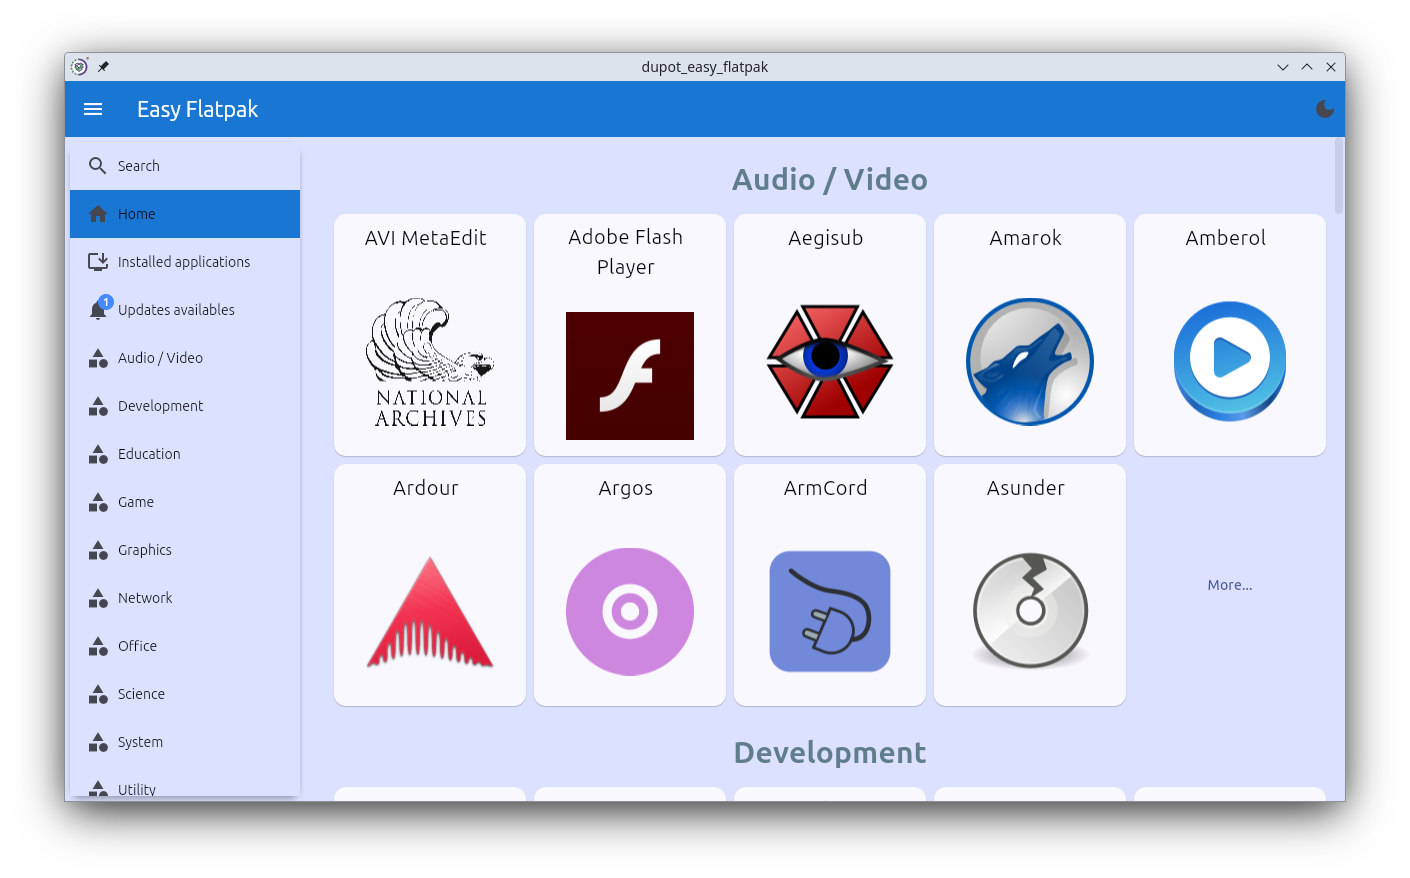 dupot_easy_flatpak
Easy Flatpak
Search
Home
Installed applications
1
Updates availables
Audio / Video
Development
Education
Game
Graphics
Network
Office
Science
System
Utility
Audio / Video
AVI MetaEdit
NATIONAL
ARCHIVES
Adobe Flash
Player
Aegisub
Amarok
Amberol
Ardour
Argos
ArmCord
Asunder
More...
Development